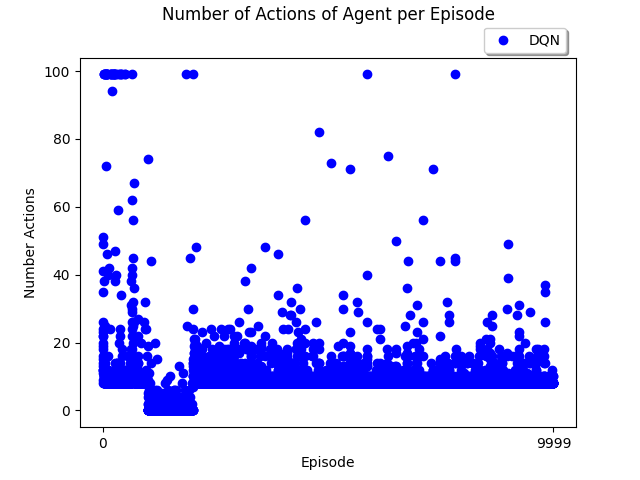 Number of Actions of Agent per Episode
DQN
100
80
60
40
20
0
Number Actions
0
9999
Episode